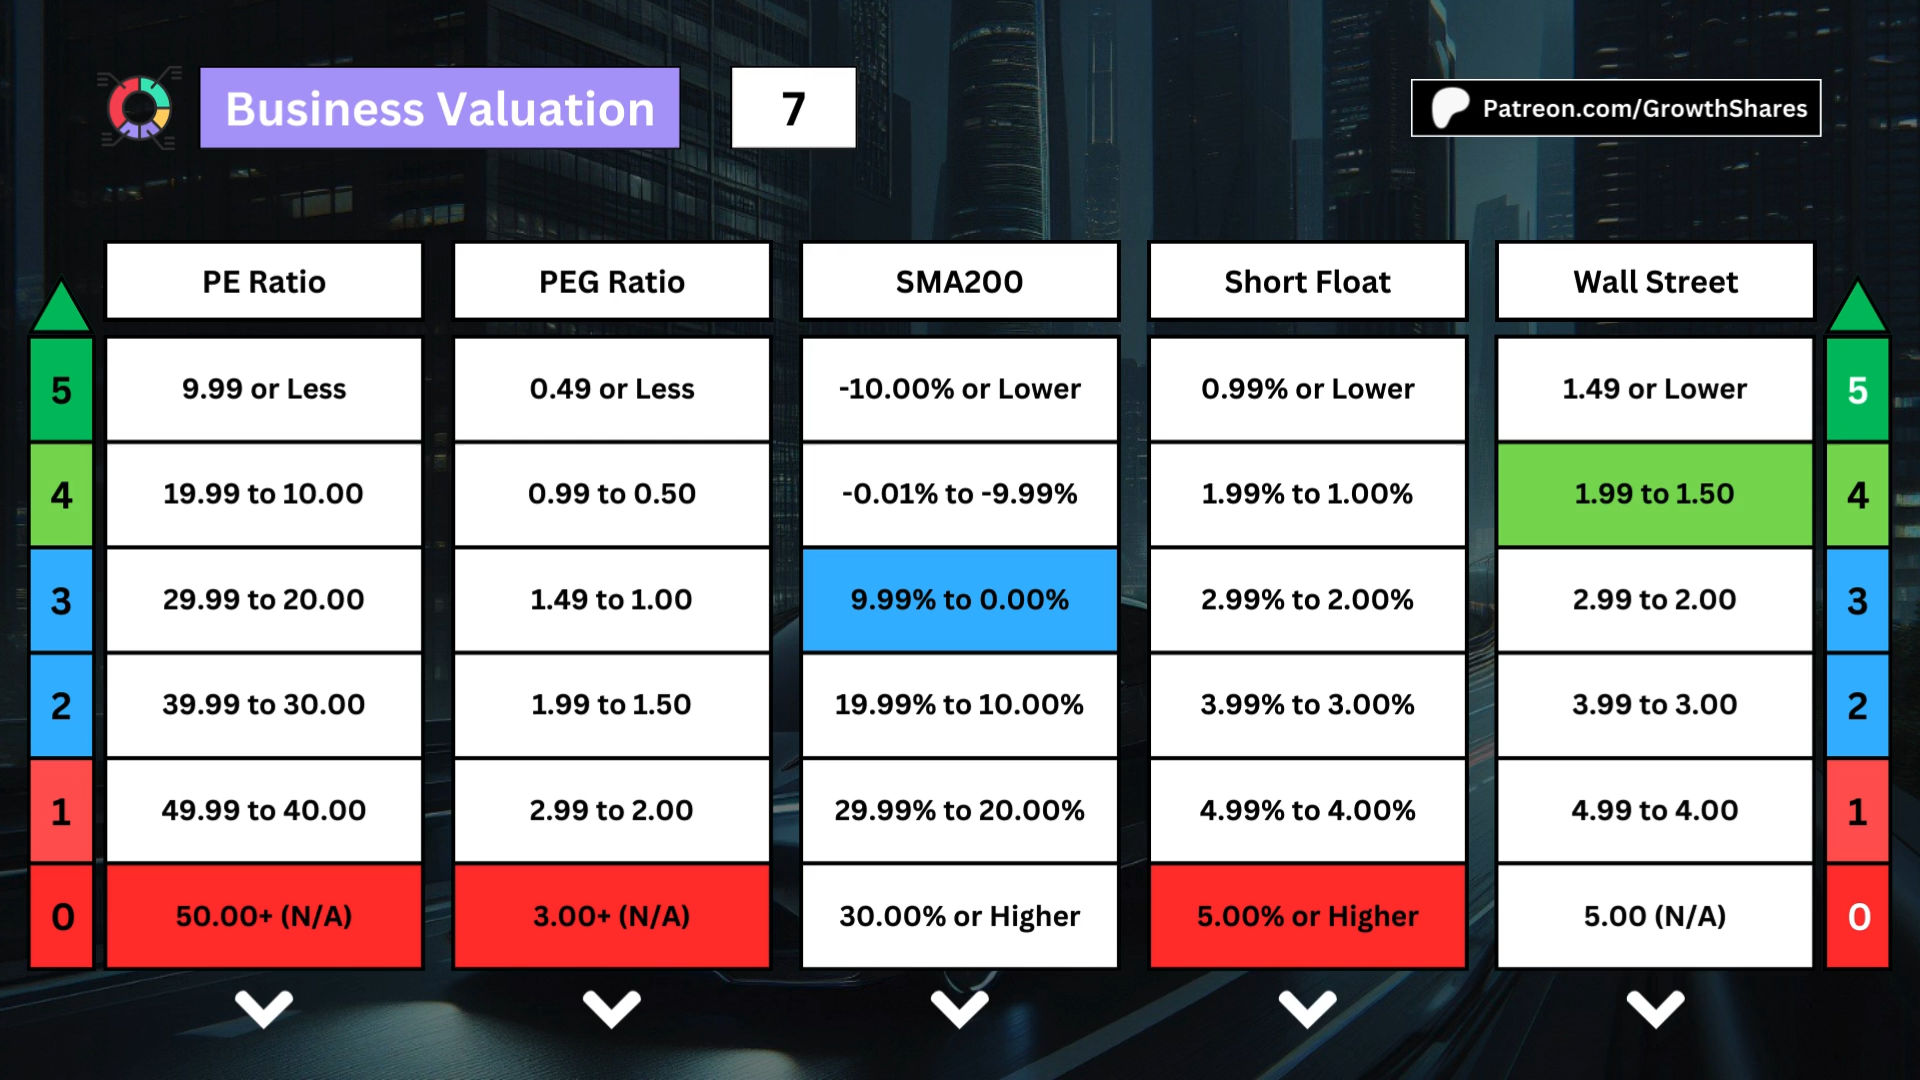 Business Valuation
7
Patreon.com/GrowthShares
PE Ratio
PEG Ratio
SMA200
Short Float
Wall Street
5
9.99 or Less
0.49 or Less
-10.00% or Lower
0.99% or Lower
1.49 or Lower
5
4
19.99 to 10.00
0.99 to 0.50
-0.01% to -9.99%
1.99% to 1.00%
1.99 to 1.50
4
3
29.99 to 20.00
1.49 to 1.00
9.99% to 0.00%
2.99% to 2.00%
2.99 to 2.00
3
2
39.99 to 30.00
1.99 to 1.50
19.99% to 10.00%
3.99% to 3.00%
3.99 to 3.00
2
1
49.99 to 40.00
2.99 to 2.00
29.99% to 20.00%
4.99% to 4.00%
4.99 to 4.00
1
0
50.00+ (N/A)
3.00+ (N/A)
30.00% or Higher
5.00% or Higher
5.00 (N/A)
0